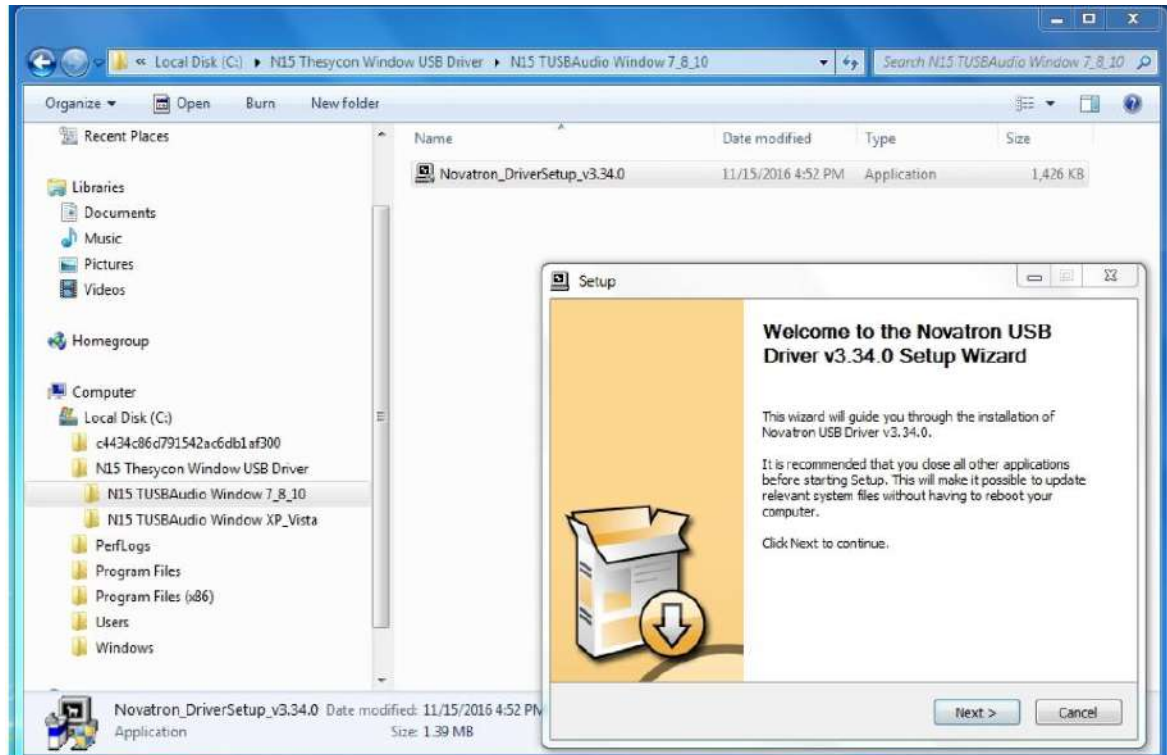 « Local Disk (C:) ▸ N15 Thesycon Window USB Driver ▸ N15 TUSBAudio Window 7_8_10
Search N15 TUSBAudio Window 7_8_10
Organize Open Burn New folder
Name Date modified Type Size
Novatron_DriverSetup_v3.34.0 11/15/2016 4:52 PM Application 1,426 KB
Recent Places
Libraries
Documents
Music
Pictures
Videos
Homegroup
Computer
Local Disk (C:)
c4434c86d791542ac6db1af300
N15 Thesycon Window USB Driver
N15 TUSBAudio Window 7_8_10
N15 TUSBAudio Window XP_Vista
PerfLogs
Program Files
Program Files (x86)
Users
Windows
Setup
Welcome to the Novatron USB
Driver v3.34.0 Setup Wizard
This wizard will guide you through the installation of
Novatron USB Driver v3.34.0.
It is recommended that you close all other applications
before starting Setup. This will make it possible to update
relevant system files without having to reboot your
computer.
Click Next to continue.
Next > Cancel
Novatron_DriverSetup_v3.34.0 Date modified: 11/15/2016 4:52 PM
Application Size: 1.39 MB